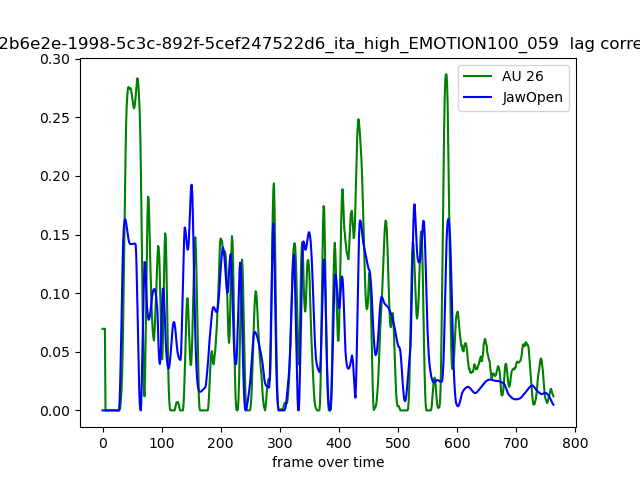 2b6e2e-1998-5c3c-892f-5cef247522d6_ita_high_EMOTION100_059 lag corre
0.30
0.25
0.20
0.15
0.10
0.05
0.00
AU 26
JawOpen
0 100 200 300 400 500 600 700 800
frame over time